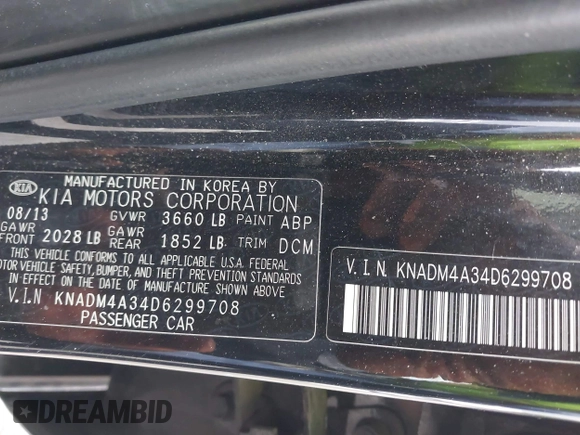 MANUFACTURED IN KOREA BY
KIA KIA MOTORS CORPORATION
08/13 GVWR 3660 LB PAINT ABP
GAWR FRONT 2028 LB GAWR REAR 1852 LB TRIM DCM
THIS VEHICLE CONFORMS TO ALL APPLICABLE U.S.A. FEDERAL
MOTOR VEHICLE SAFETY, BUMPER, AND THEFT PREVENTION STANDARDS
IN EFFECT ON THE DATE OF MANUFACTURE SHOWN ABOVE
V.I.N KNADM4A34D6299708
PASSENGER CAR
V.I.N. KNADM4A34D6299708
DREAMBID